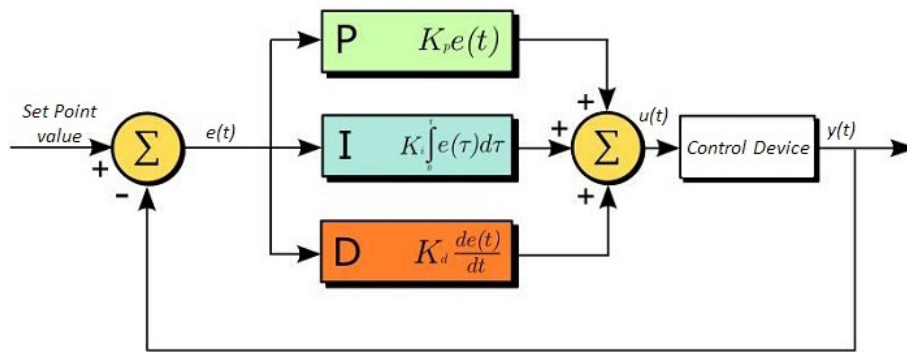 Set Point
value
+
-
Σ
e(t)
P K_p e(t)
I K_i ∫_0^t e(τ)dτ
D K_d de(t)/dt
+
+
+
Σ
u(t)
Control Device
y(t)